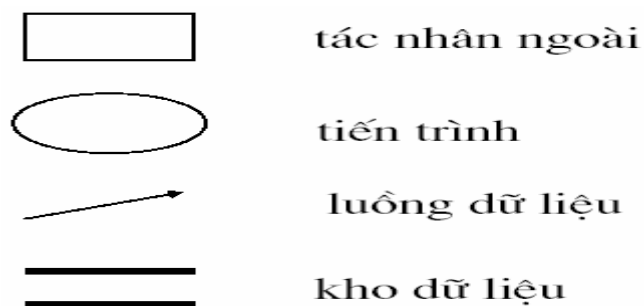 tác nhân ngoài
tiến trình
luồng dữ liệu
kho dữ liệu